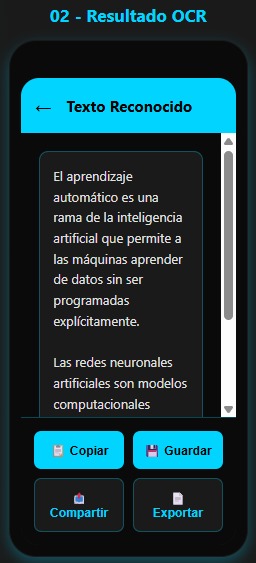 02 - Resultado OCR
← Texto Reconocido
El aprendizaje
automático es una
rama de la inteligencia
artificial que permite a
las máquinas aprender
de datos sin ser
programadas
explícitamente.
Las redes neuronales
artificiales son modelos
computacionales
Copiar
Guardar
Compartir
Exportar